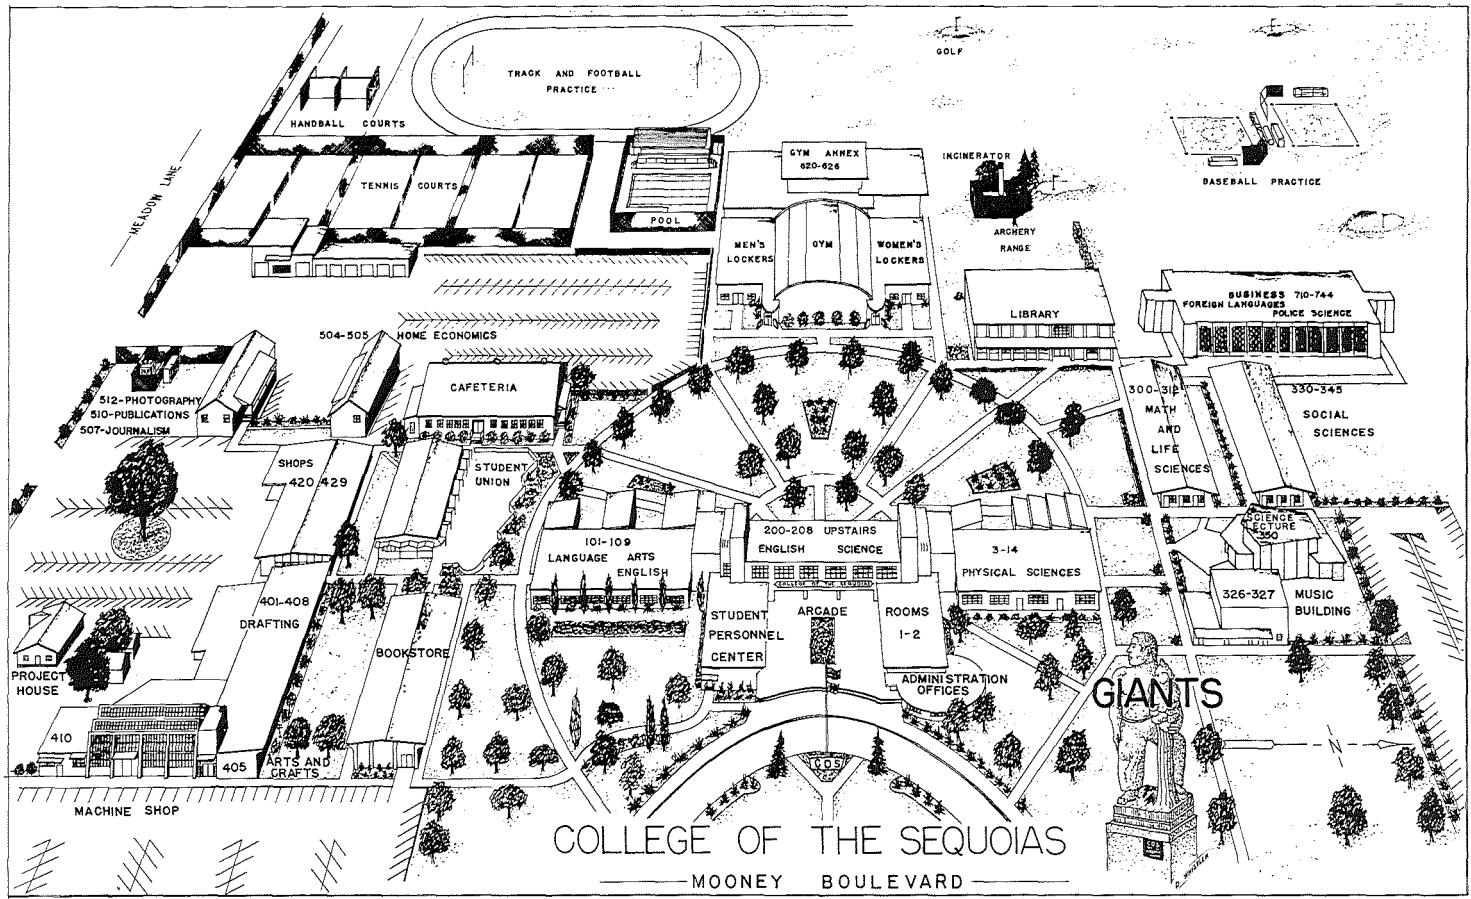 GOLF
TRACK AND FOOTBALL
PRACTICE
HANDBALL COURTS
MEADOW LANE
TENNIS COURTS
POOL
GYM ANNEX
620-626
MEN'S
LOCKERS
GYM
WOMEN'S
LOCKERS
INCINERATOR
ARCHERY
RANGE
BASEBALL PRACTICE
LIBRARY
BUSINESS 710-744
FOREIGN LANGUAGES
POLICE SCIENCE
504-505 HOME ECONOMICS
CAFETERIA
512-PHOTOGRAPHY
510-PUBLICATIONS
507-JOURNALISM
300-312
MATH
AND
LIFE
SCIENCES
330-345
SOCIAL
SCIENCES
SHOPS
420-429
STUDENT
UNION
101-109
LANGUAGE ARTS
ENGLISH
200-208 UPSTAIRS
ENGLISH SCIENCE
COLLEGE OF THE SEQUOIAS
3-14
PHYSICAL SCIENCES
SCIENCE
LECTURE
350
326-327
MUSIC
BUILDING
401-408
DRAFTING
BOOKSTORE
STUDENT
PERSONNEL
CENTER
ARCADE
ROOMS
1-2
ADMINISTRATION
OFFICES
PROJECT
HOUSE
410
405
ARTS AND
CRAFTS
MACHINE SHOP
GIANTS
N
COS
COLLEGE OF THE SEQUOIAS
MOONEY BOULEVARD